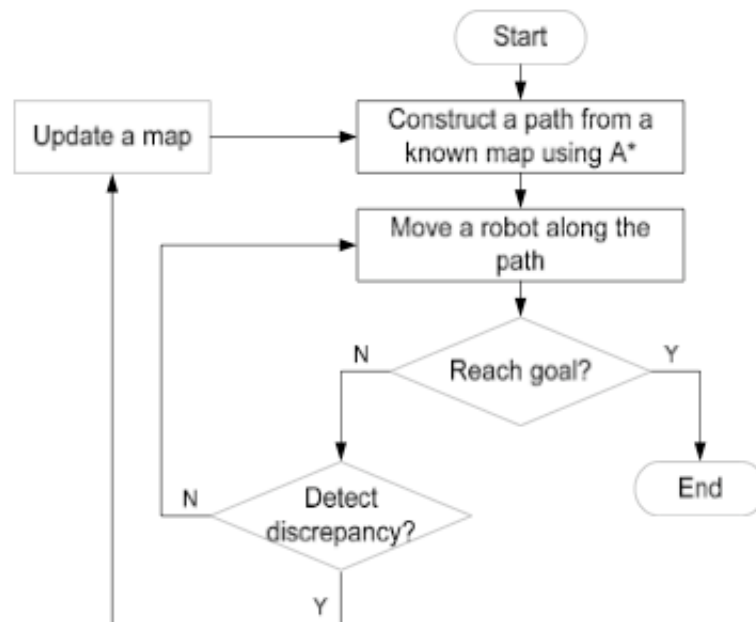 Start
Update a map
Construct a path from a
known map using A*
Move a robot along the
path
N
Reach goal?
Y
N
Detect
discrepancy?
End
Y